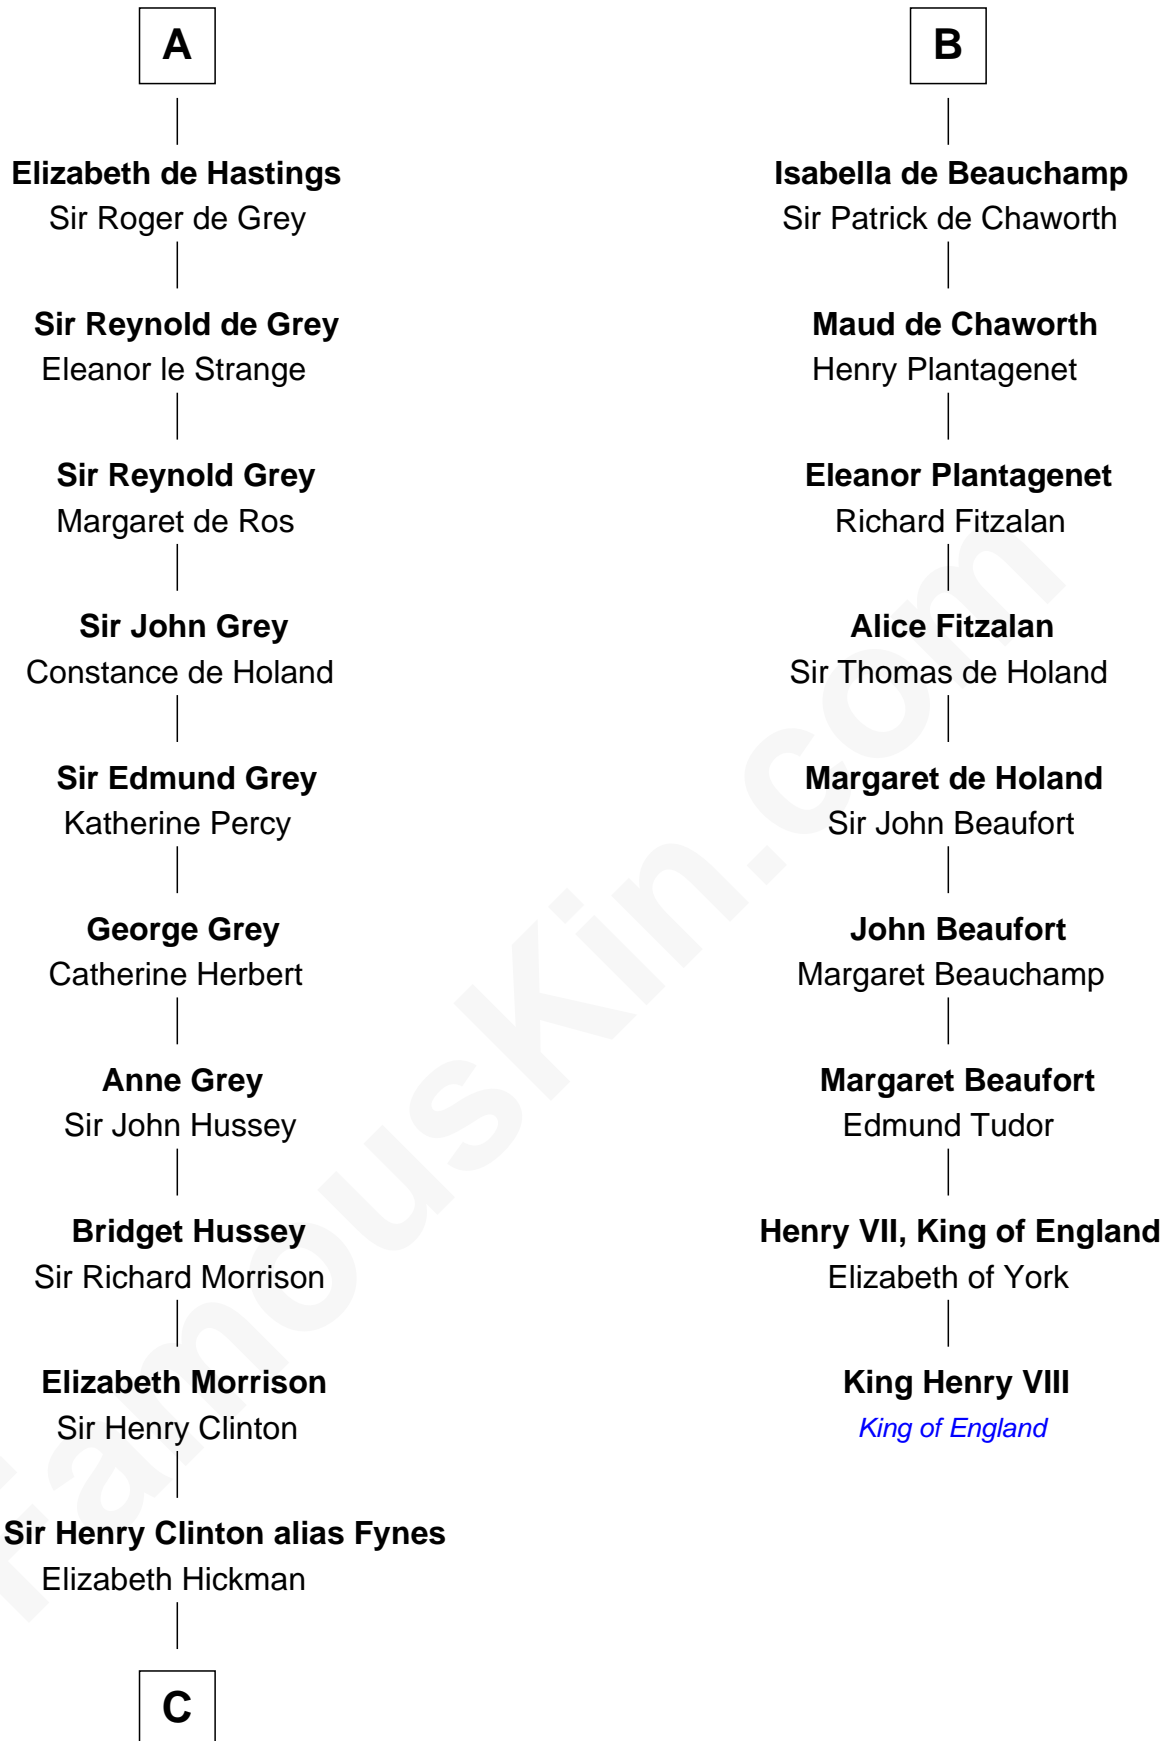 A
Elizabeth de Hastings
Sir Roger de Grey
Sir Reynold de Grey
Eleanor le Strange
Sir Reynold Grey
Margaret de Ros
Sir John Grey
Constance de Holand
Sir Edmund Grey
Katherine Percy
George Grey
Catherine Herbert
Anne Grey
Sir John Hussey
Bridget Hussey
Sir Richard Morrison
Elizabeth Morrison
Sir Henry Clinton
Sir Henry Clinton alias Fynes
Elizabeth Hickman
C
B
Isabella de Beauchamp
Sir Patrick de Chaworth
Maud de Chaworth
Henry Plantagenet
Eleanor Plantagenet
Richard Fitzalan
Alice Fitzalan
Sir Thomas de Holand
Margaret de Holand
Sir John Beaufort
John Beaufort
Margaret Beauchamp
Margaret Beaufort
Edmund Tudor
Henry VII, King of England
Elizabeth of York
King Henry VIII
King of England
FamousKin.com